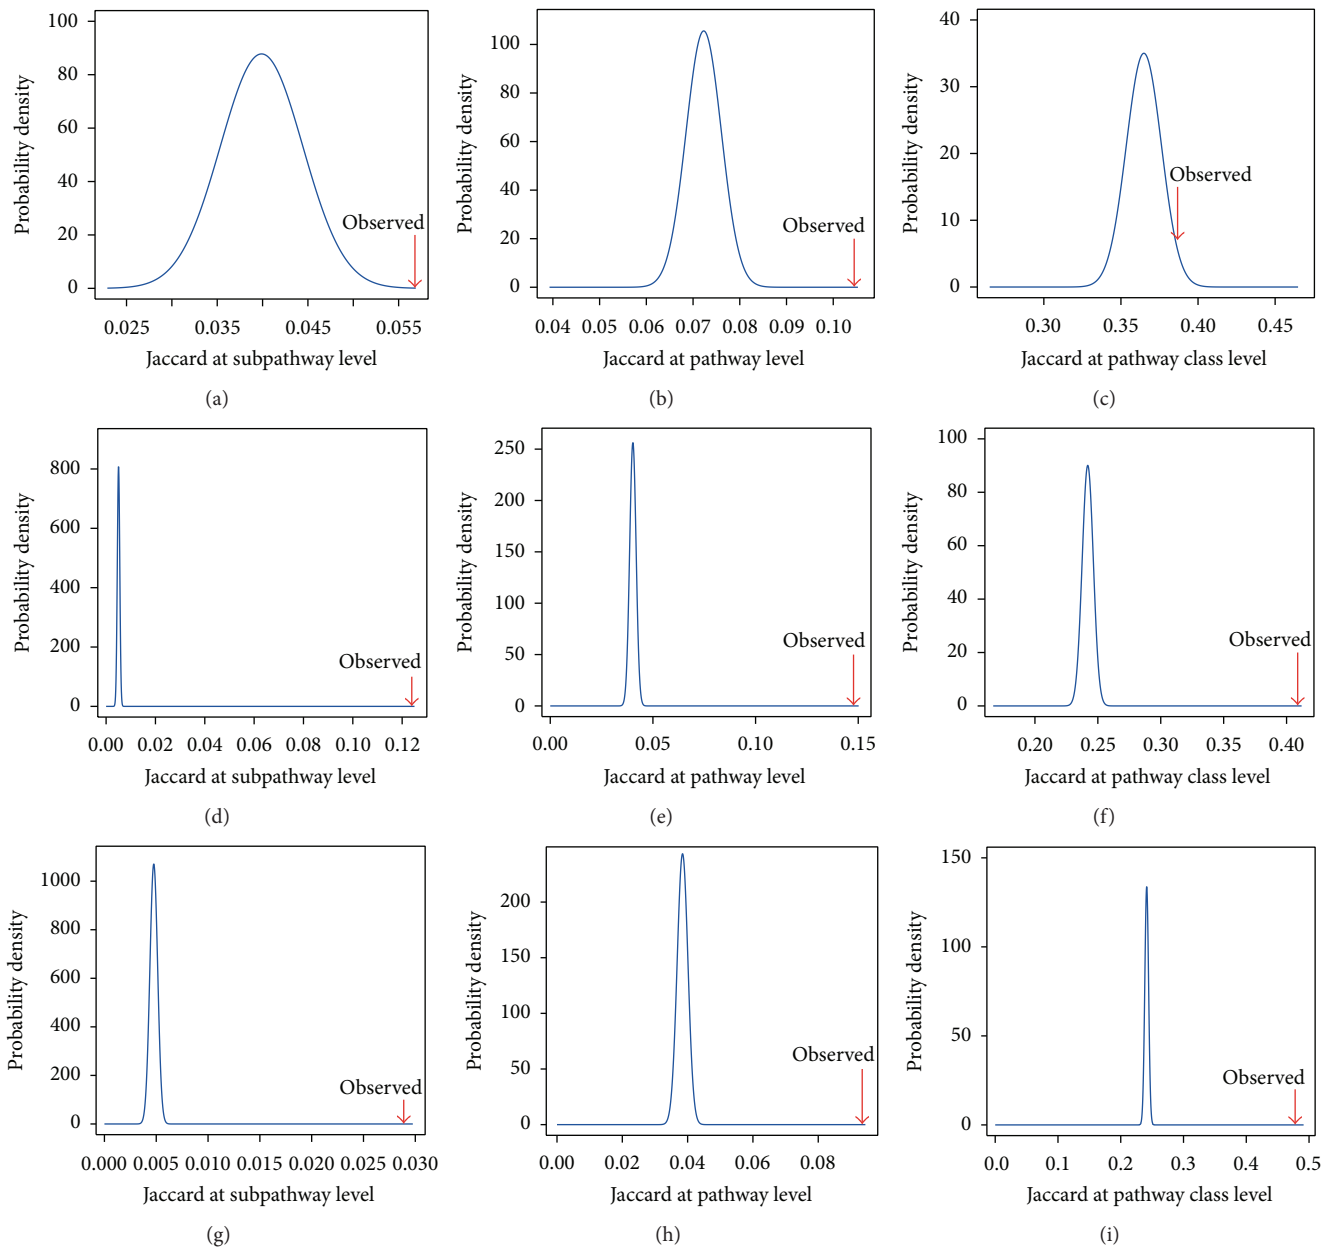 100
80
60
40
20
0
Probability density
Observed
0.025 0.035 0.045 0.055
Jaccard at subpathway level
(a)
100
80
60
40
20
0
Probability density
Observed
0.04 0.05 0.06 0.07 0.08 0.09 0.10
Jaccard at pathway level
(b)
40
30
20
10
0
Probability density
Observed
0.30 0.35 0.40 0.45
Jaccard at pathway class level
(c)
800
600
400
200
0
Probability density
Observed
0.00 0.02 0.04 0.06 0.08 0.10 0.12
Jaccard at subpathway level
(d)
250
200
150
100
50
0
Probability density
Observed
0.00 0.05 0.10 0.15
Jaccard at pathway level
(e)
100
80
60
40
20
0
Probability density
Observed
0.20 0.25 0.30 0.35 0.40
Jaccard at pathway class level
(f)
1000
800
600
400
200
0
Probability density
Observed
0.000 0.005 0.010 0.015 0.020 0.025 0.030
Jaccard at subpathway level
(g)
200
150
100
50
0
Probability density
Observed
0.00 0.02 0.04 0.06 0.08
Jaccard at pathway level
(h)
150
100
50
0
Probability density
Observed
0.0 0.1 0.2 0.3 0.4 0.5
Jaccard at pathway class level
(i)